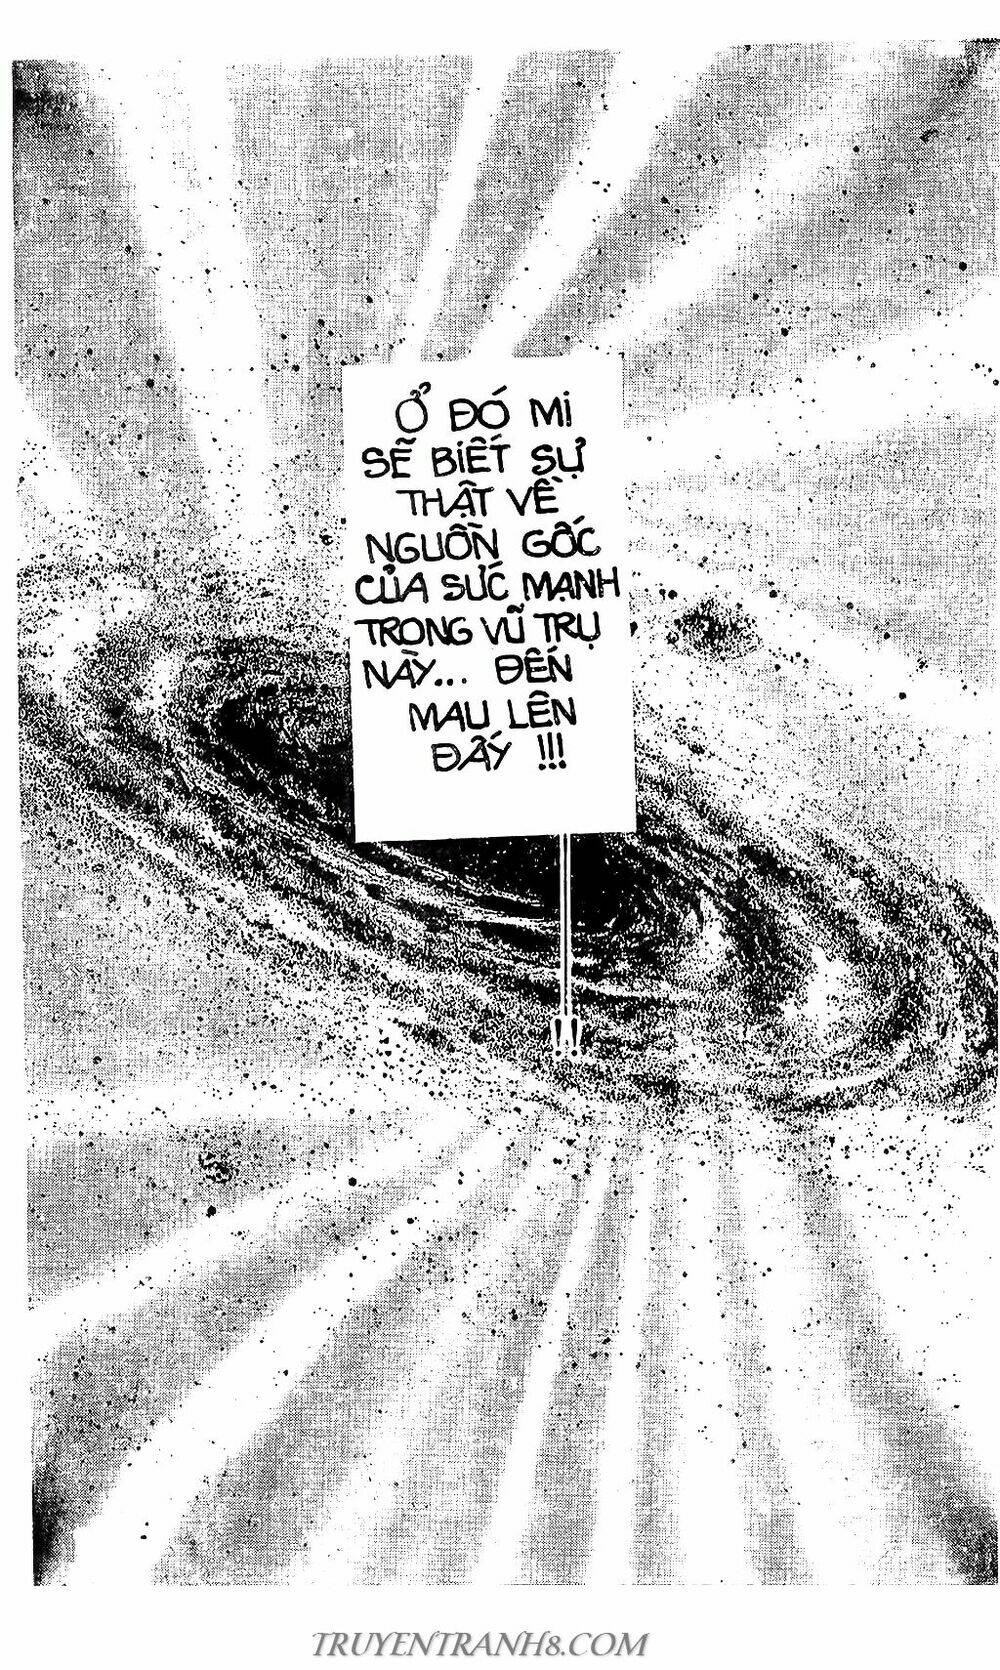 Ở ĐÓ MI
SẼ BIẾT SỰ
THẬT VỀ
NGUỒN GỐC
CỦA SỨC MẠNH
TRONG VŨ TRỤ
NÀY... ĐẾN
MAU LÊN
ĐẤY !!!
TRUYENTRANH8.COM